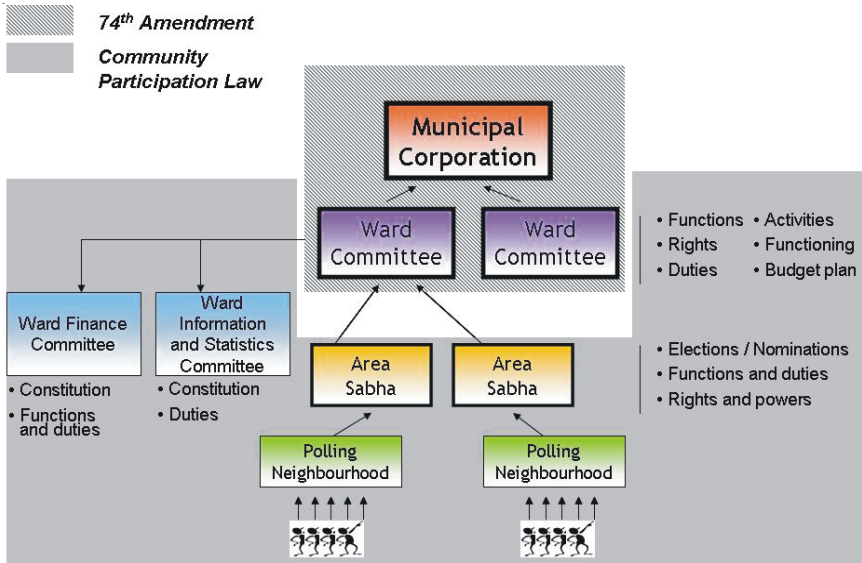 74th Amendment
Community
Participation Law
Municipal
Corporation
Ward
Committee
Ward
Committee
• Functions
• Rights
• Duties
• Activities
• Functioning
• Budget plan
Ward Finance
Committee
Ward
Information
and Statistics
Committee
• Constitution
• Functions
and duties
• Constitution
• Duties
Area
Sabha
Area
Sabha
• Elections / Nominations
• Functions and duties
• Rights and powers
Polling
Neighbourhood
Polling
Neighbourhood